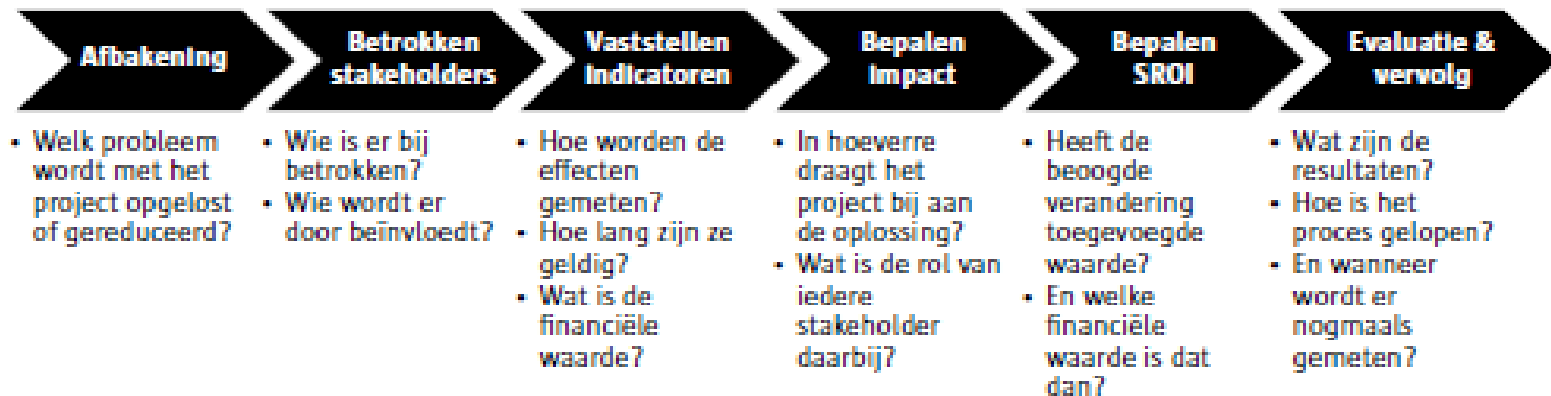 Afbakening
Betrokken
stakeholders
Vaststellen
indicatoren
Bepalen
impact
Bepalen
SROI
Evaluatie &
vervolg
• Welk probleem
wordt met het
project opgelost
of gereduceerd?
• Wie is er bij
betrokken?
• Wie wordt er
door beïnvloedt?
• Hoe worden de
effecten
gemeten?
• Hoe lang zijn ze
geldig?
• Wat is de
financiële
waarde?
• In hoeverre
draagt het
project bij aan
de oplossing?
• Wat is de rol van
iedere
stakeholder
daarbij?
• Heeft de
beoogde
verandering
toegevoegde
waarde?
• En welke
financiële
waarde is dat
dan?
• Wat zijn de
resultaten?
• Hoe is het
proces gelopen?
• En wanneer
wordt er
nogmaals
gemeten?